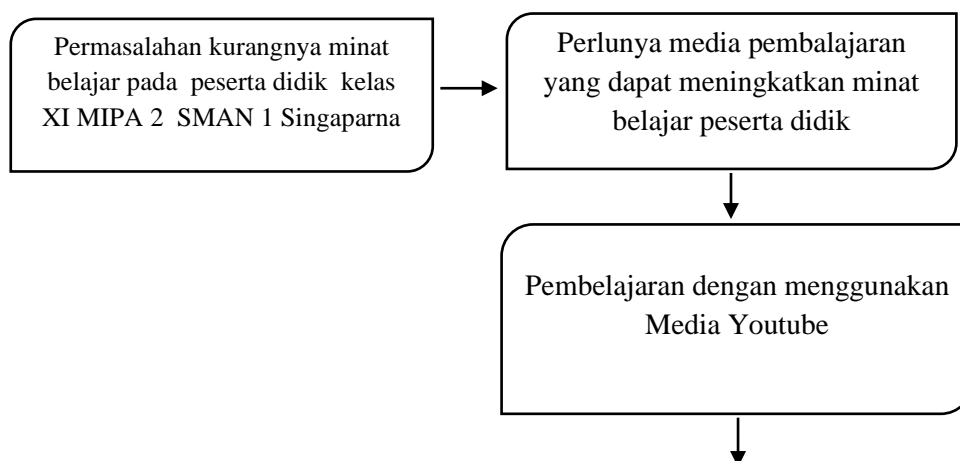 Permasalahan kurangnya minat
belajar pada peserta didik kelas
XI MIPA 2 SMAN 1 Singaparna
Perlunya media pembalajaran
yang dapat meningkatkan minat
belajar peserta didik
Pembelajaran dengan menggunakan
Media Youtube